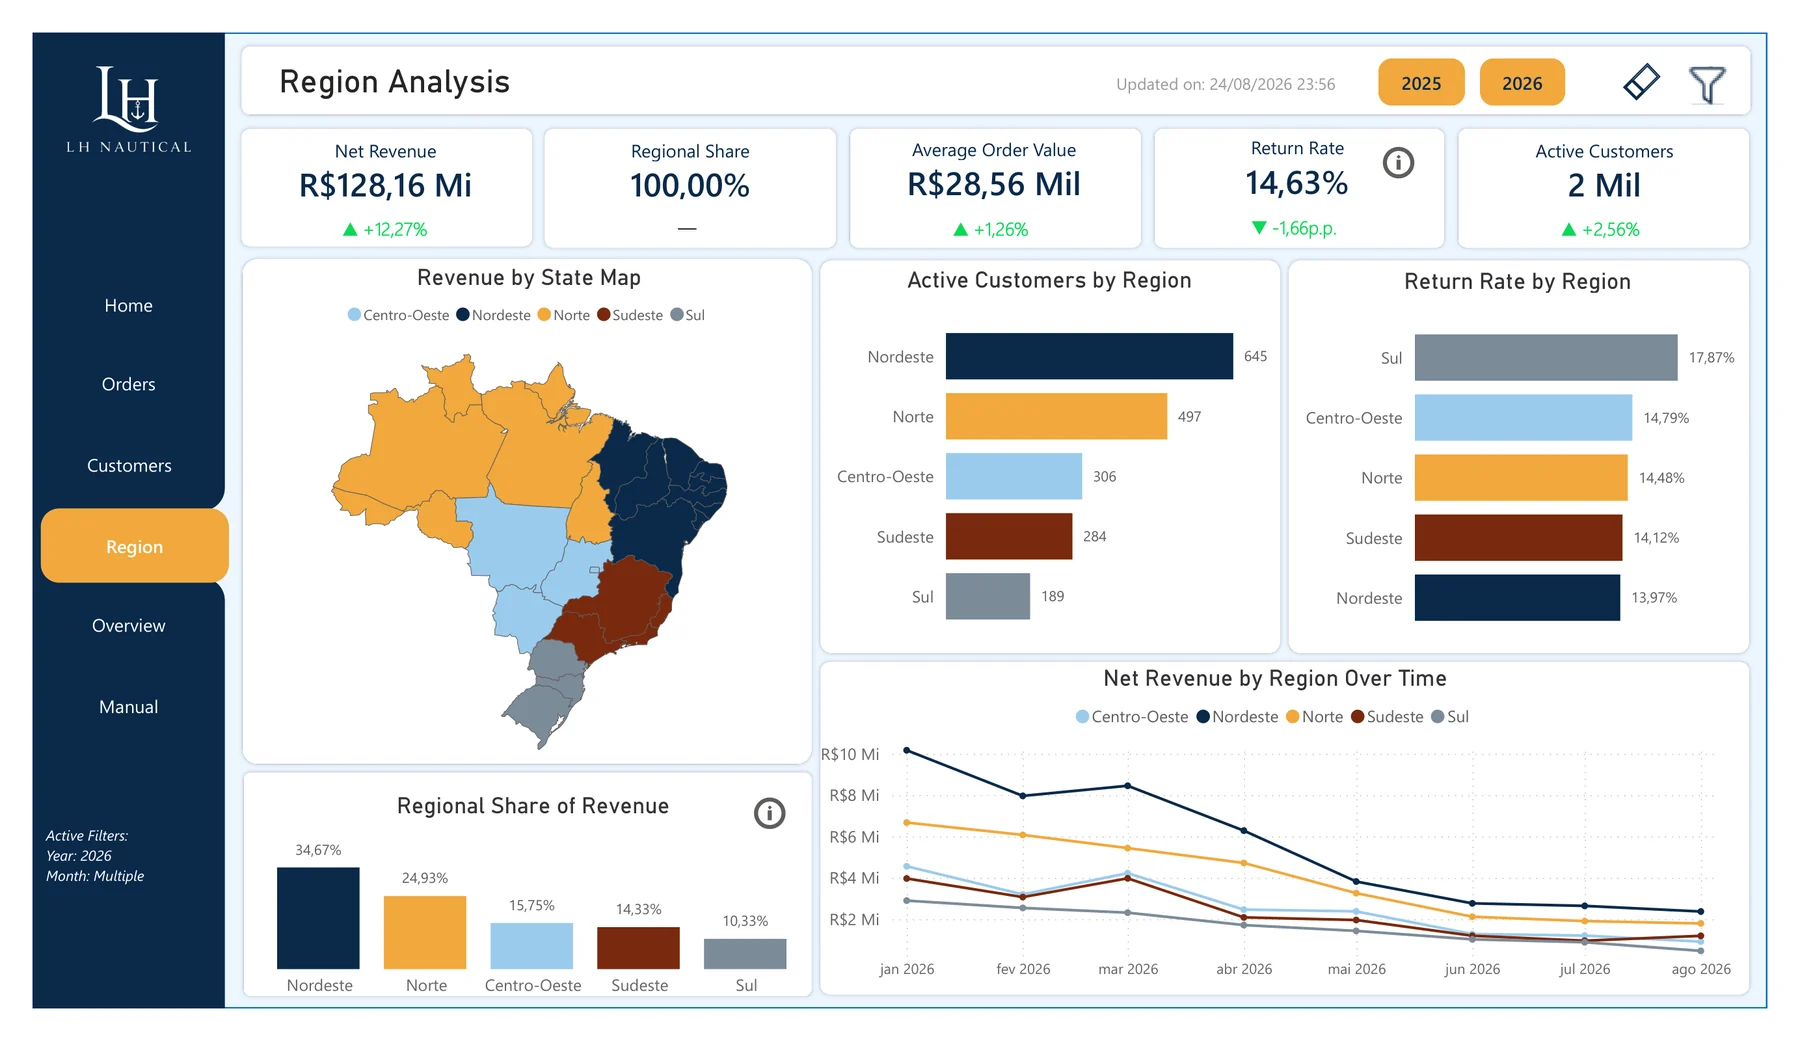 LH
LH NAUTICAL
Home
Orders
Customers
Region
Overview
Manual
Active Filters:
Year: 2026
Month: Multiple
Region Analysis
Updated on: 24/08/2026 23:56
2025
2026
Net Revenue
R$128,16 Mi
▲ +12,27%
Regional Share
100,00%
—
Average Order Value
R$28,56 Mil
▲ +1,26%
Return Rate
14,63%
▼ -1,66p.p.
Active Customers
2 Mil
▲ +2,56%
Revenue by State Map
Centro-Oeste Nordeste Norte Sudeste Sul
Active Customers by Region
Nordeste 645
Norte 497
Centro-Oeste 306
Sudeste 284
Sul 189
Return Rate by Region
Sul 17,87%
Centro-Oeste 14,79%
Norte 14,48%
Sudeste 14,12%
Nordeste 13,97%
Regional Share of Revenue
34,67%
24,93%
15,75%
14,33%
10,33%
Nordeste Norte Centro-Oeste Sudeste Sul
Net Revenue by Region Over Time
Centro-Oeste Nordeste Norte Sudeste Sul
R$10 Mi
R$8 Mi
R$6 Mi
R$4 Mi
R$2 Mi
jan 2026 fev 2026 mar 2026 abr 2026 mai 2026 jun 2026 jul 2026 ago 2026